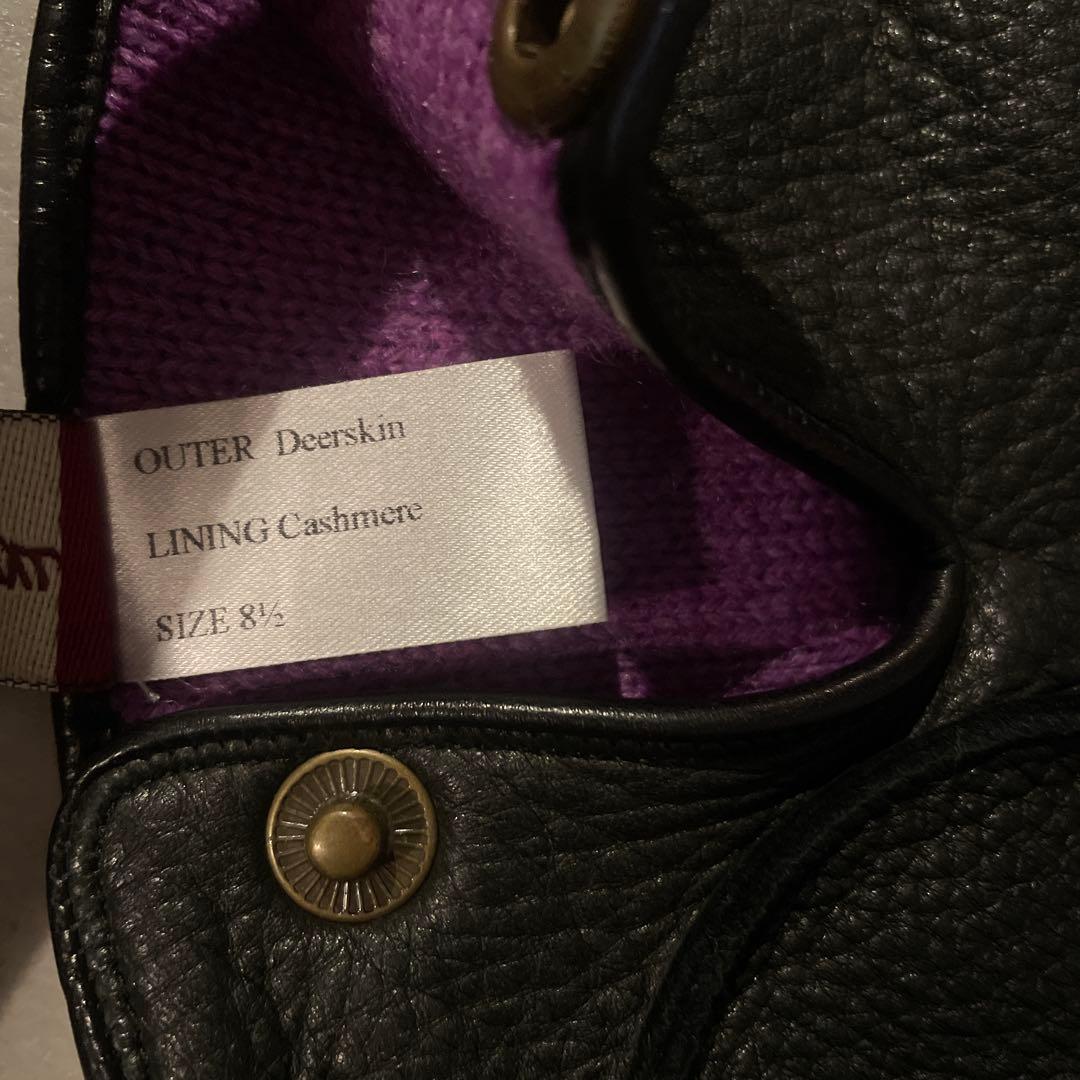 OUTER Deerskin
LINING Cashmere
SIZE 8½